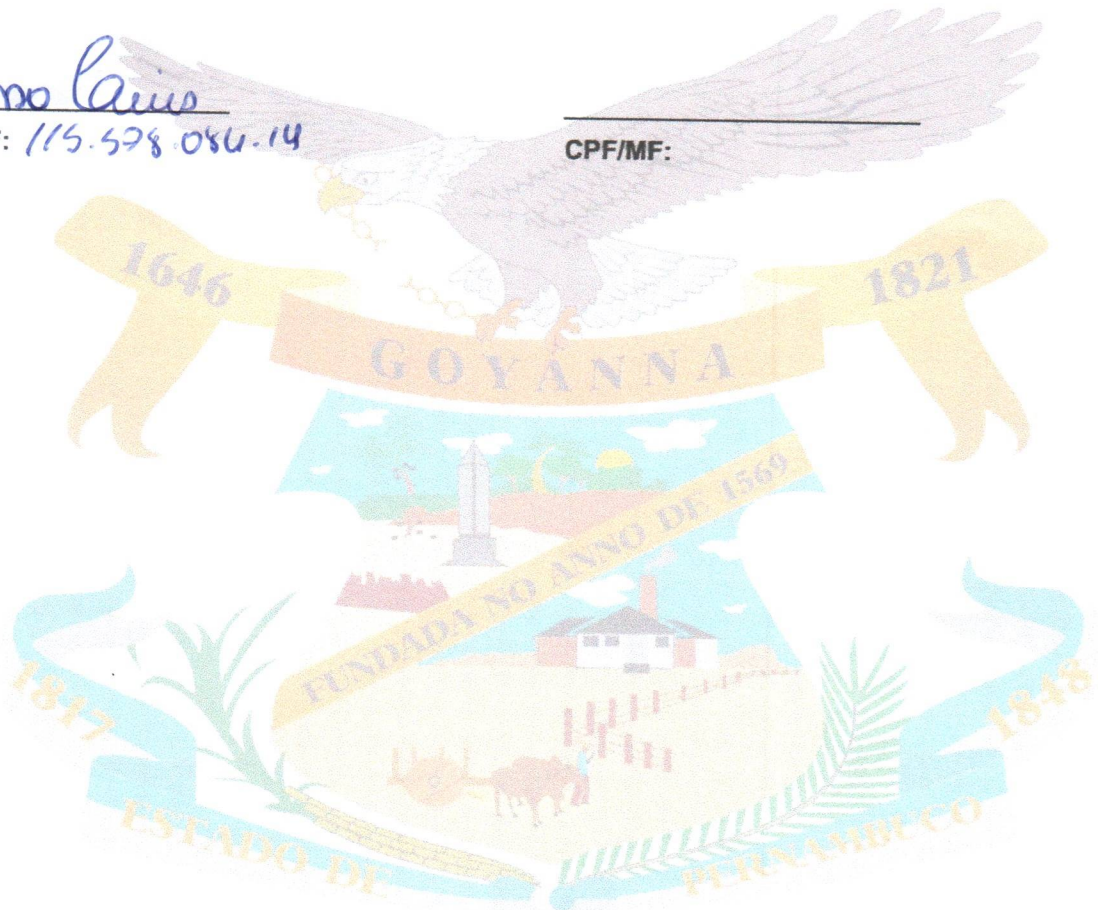 : 115.578.084.14
CPF/MF:
1646
1821
GOYANNA
FUNDADA NO ANNO DE 1569
1817
1848
ESTADO DE
PERNAMBUCO